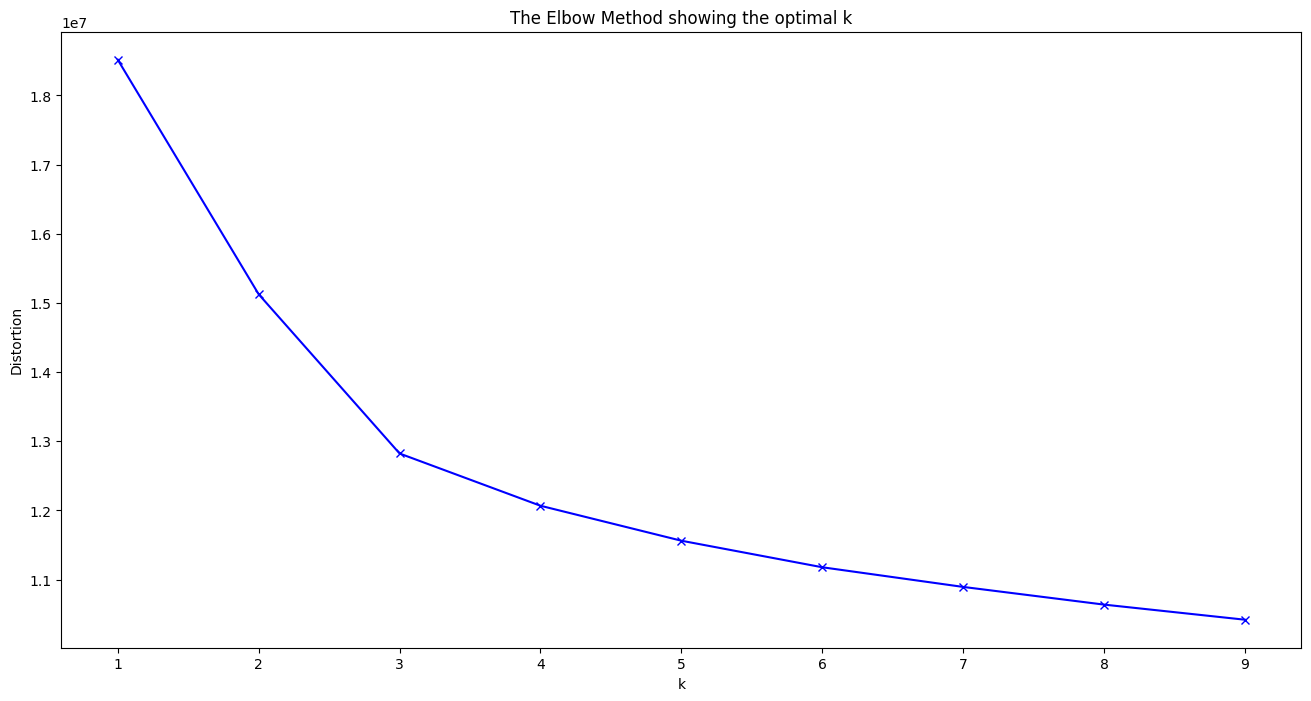 The Elbow Method showing the optimal k
1e7
1.8
1.7
1.6
1.5
1.4
1.3
1.2
1.1
Distortion
1 2 3 4 5 6 7 8 9
k